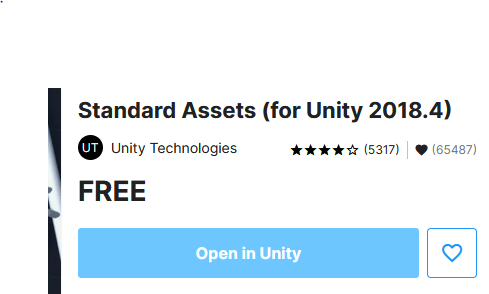 Standard Assets (for Unity 2018.4)
UT Unity Technologies (5317) (65487)
FREE
Open in Unity